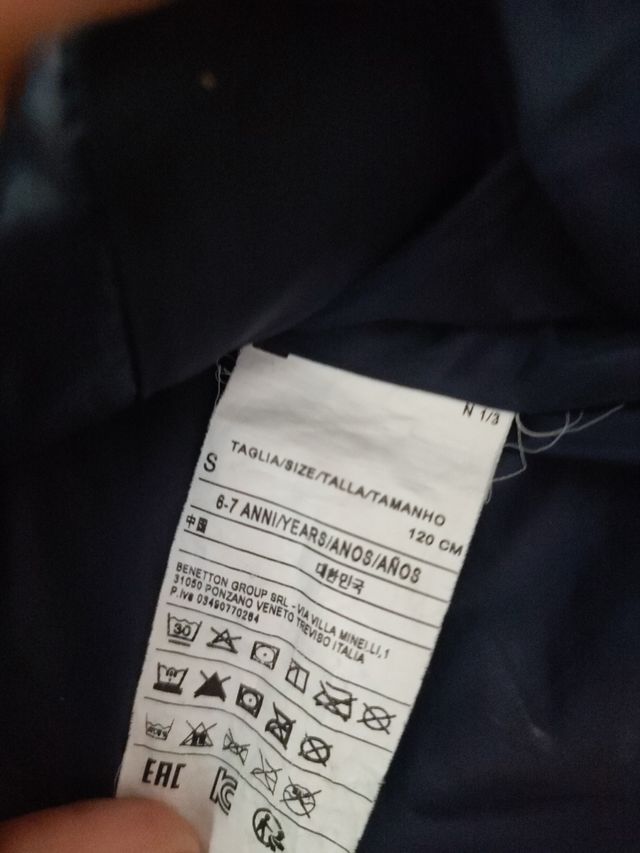 N 1/3
TAGLIA/SIZE/TALLA/TAMANHO
S 120 CM
6-7 ANNI/YEARS/ANOS/AÑOS
中国 대한민국
BENETTON GROUP SRL - VIA VILLA MINELLI, 1
31050 PONZANO VENETO TREVISO ITALIA
P.iva 03490770264
30
EAC